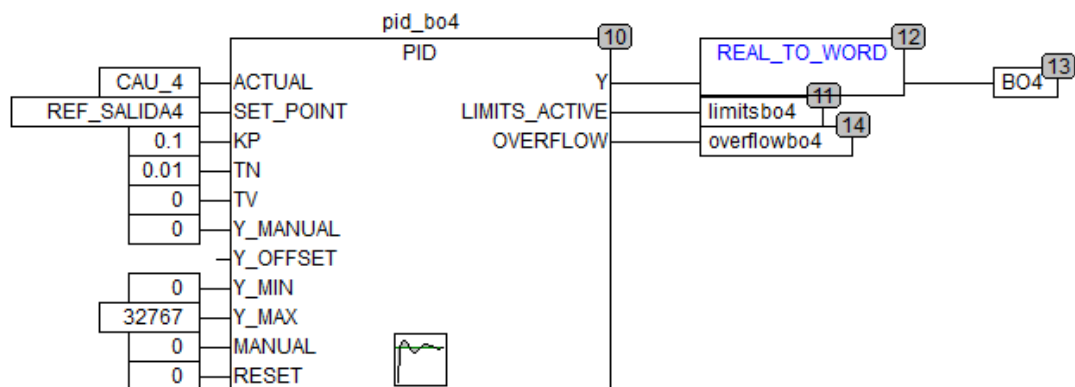 pid_bo4
10
PID
12
REAL_TO_WORD
13
CAU_4
ACTUAL
Y
BO4
REF_SALIDA4
SET_POINT
LIMITS_ACTIVE
11
limitsbo4
0.1
KP
OVERFLOW
14
overflowbo4
0.01
TN
0
TV
0
Y_MANUAL
Y_OFFSET
0
Y_MIN
32767
Y_MAX
0
MANUAL
0
RESET